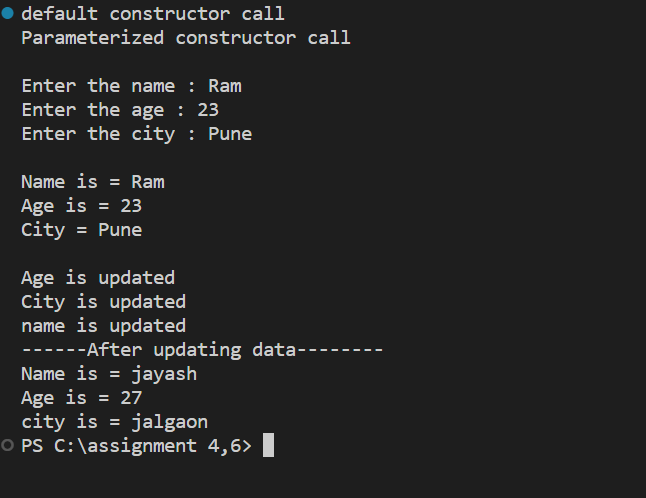 default constructor call
Parameterized constructor call
Enter the name : Ram
Enter the age : 23
Enter the city : Pune
Name is = Ram
Age is = 23
City = Pune
Age is updated
City is updated
name is updated
------After updating data--------
Name is = jayash
Age is = 27
city is = jalgaon
PS C:\assignment 4,6>